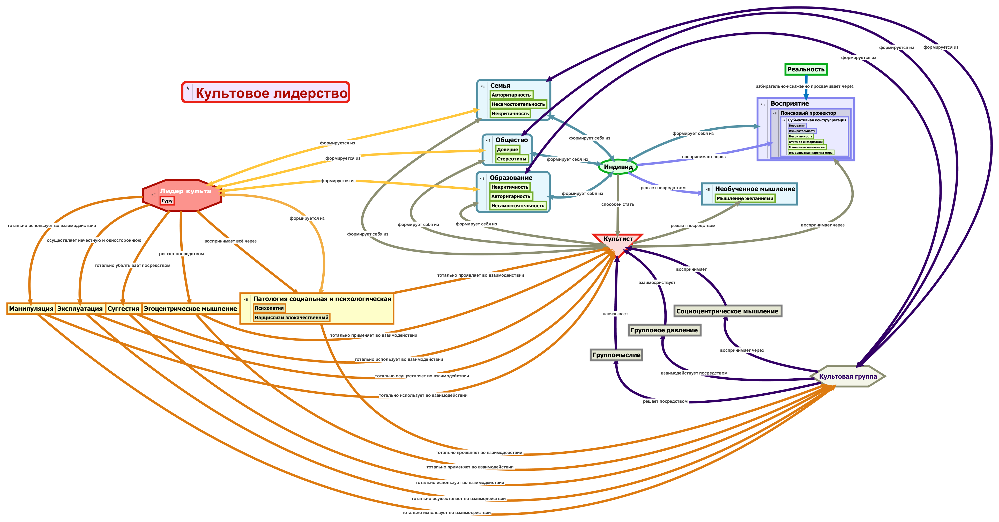 формируется из
формируется из
формируется из
Реальность
избирательно-искажённо просвечивает через
Культовое лидерство
Семья
Авторитарность
Несамостоятельность
Некритичность
Восприятие
Поисковый прожектор
Субъективная конструпретация
Верования
Избирательность
Некритичность
Отказ от информации
Мышление желаниями
Неадекватная картина мира
формирует себя из
формирует себя из
формируется из
Общество
Доверие
Стереотипы
формируется из
формирует себя из
воспринимает через
Индивид
Образование
Некритичность
Авторитарность
Несамостоятельность
формируется из
формирует себя из
решает посредством
Необученное мышление
Мышление желаниями
Лидер культа
Гуру
способен стать
формируется из
тотально использует во взаимодействии
формирует себя из
формирует себя из
решает посредством
воспринимает через
формирует себя из
осуществляет нечестную и одностороннюю
воспринимает всё через
Культист
решает посредством
тотально убалтывает посредством
воспринимает
тотально проявляет во взаимодействии
взаимодействует
Манипуляция
Эксплуатация
Суггестия
Эгоцентрическое мышление
Патология социальная и психологическая
Психопатия
Нарциссизм злокачественный
навязывает
Социоцентрическое мышление
Групповое давление
тотально применяет во взаимодействии
воспринимает через
Группомыслие
тотально использует во взаимодействии
взаимодействует посредством
тотально осуществляет во взаимодействии
Культовая группа
тотально использует во взаимодействии
решает посредством
тотально проявляет во взаимодействии
тотально применяет во взаимодействии
тотально использует во взаимодействии
тотально осуществляет во взаимодействии
тотально использует во взаимодействии